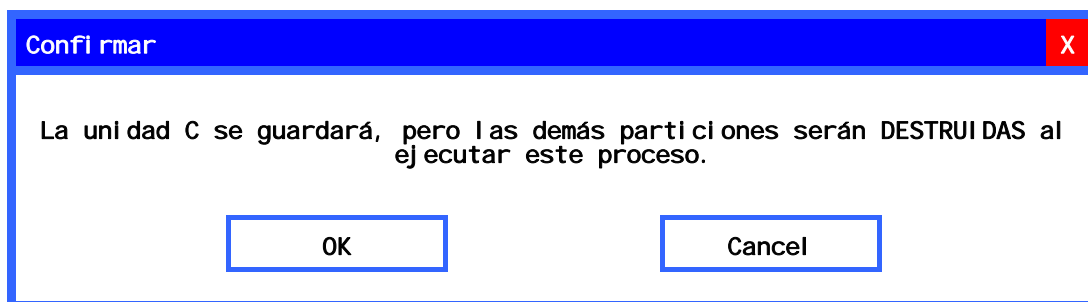 Confirmar
X
La unidad C se guardará, pero las demás particiones serán DESTRUIDAS al
ejecutar este proceso.
OK
Cancel